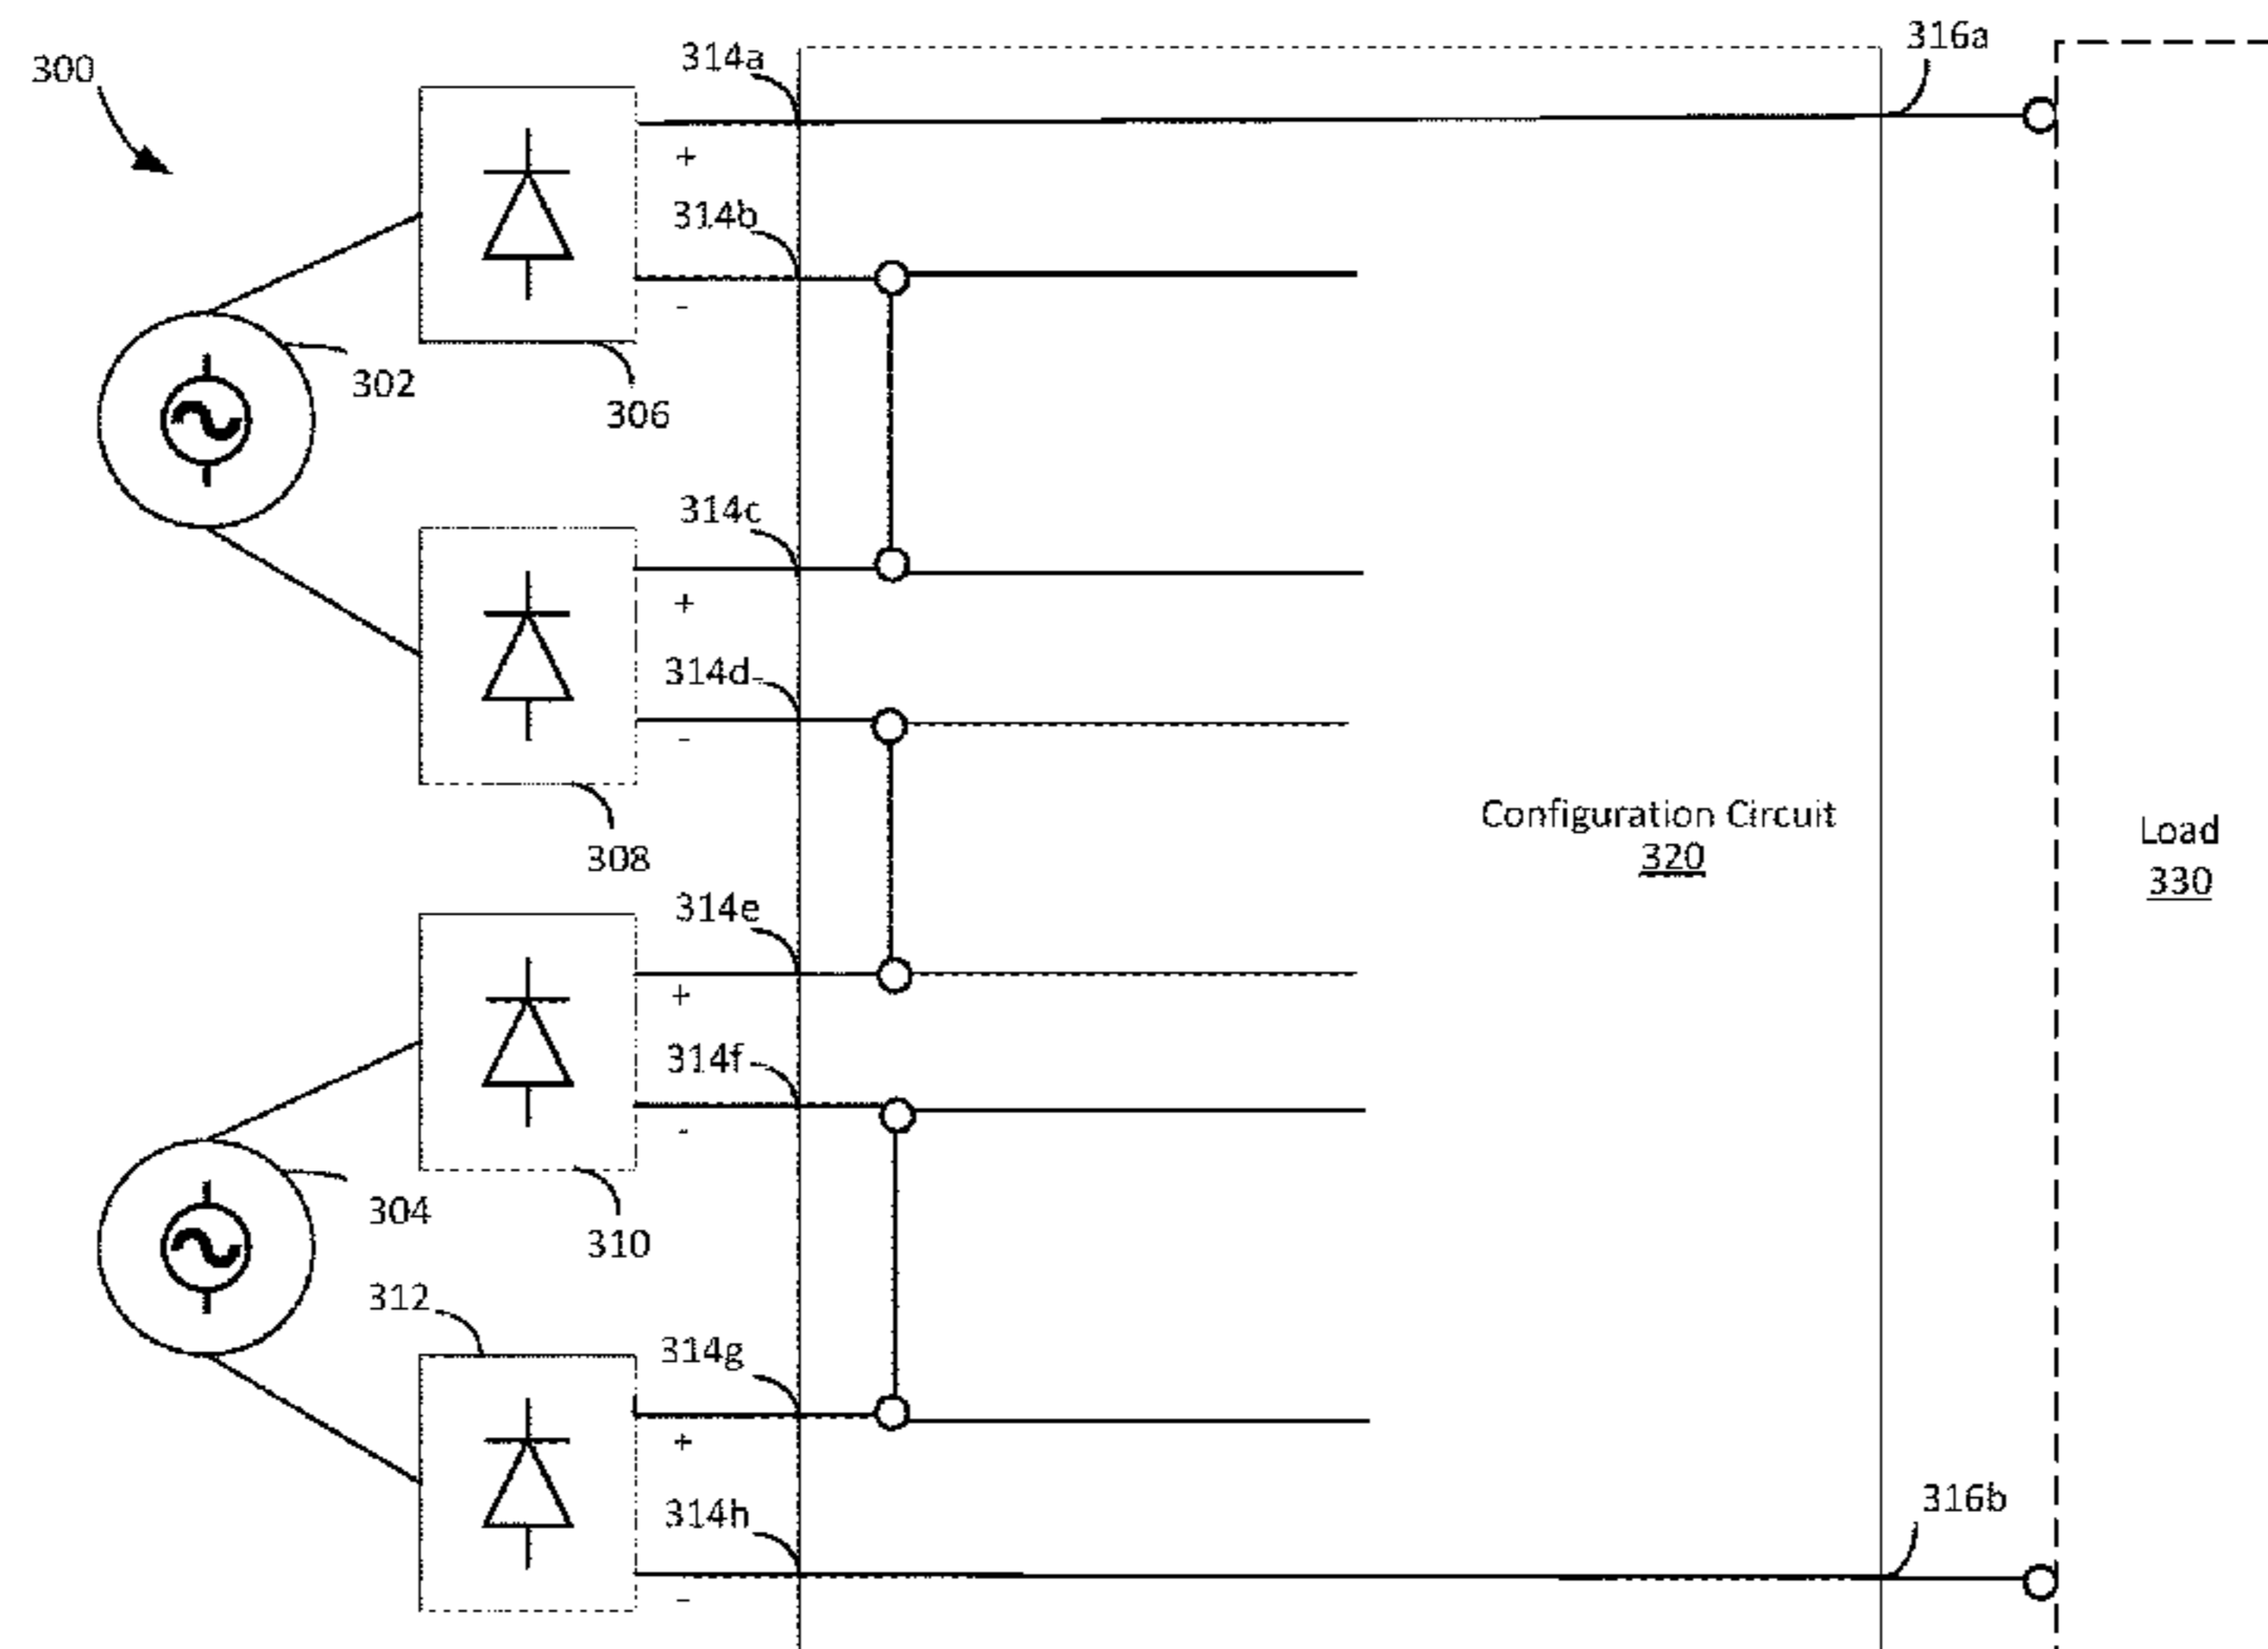 300
314a
316a
+
314b
-
302
306
314c
+
314d
-
Configuration Circuit
320
Load
330
308
314e
+
314f
-
304
310
312
314g
+
314h
316b
-